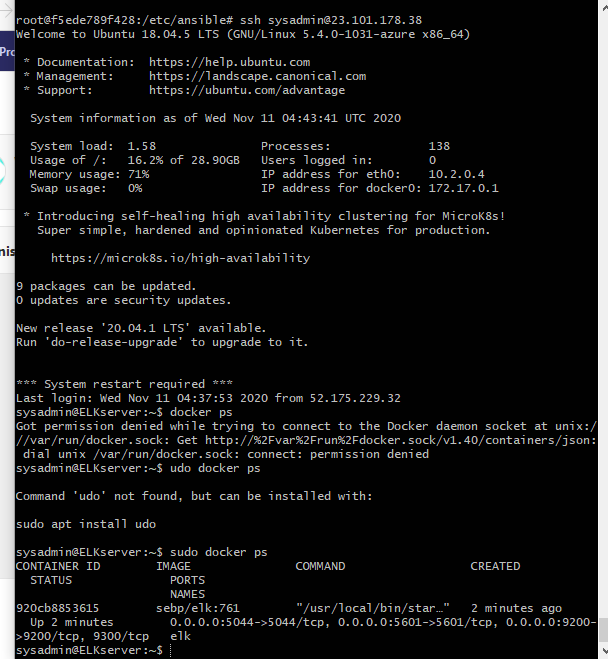 root@f5ede789f428:/etc/ansible# ssh sysadmin@23.101.178.38
Welcome to Ubuntu 18.04.5 LTS (GNU/Linux 5.4.0-1031-azure x86_64)
Pro
* Documentation:  https://help.ubuntu.com
* Management:     https://landscape.canonical.com
* Support:        https://ubuntu.com/advantage
System information as of Wed Nov 11 04:43:41 UTC 2020
System load:  1.58               Processes:              138
Usage of /:   16.2% of 28.90GB   Users logged in:        0
Memory usage: 71%                IP address for eth0:    10.2.0.4
Swap usage:   0%                 IP address for docker0: 172.17.0.1
* Introducing self-healing high availability clustering for MicroK8s!
Super simple, hardened and opinionated Kubernetes for production.
nis
https://microk8s.io/high-availability
9 packages can be updated.
0 updates are security updates.
New release '20.04.1 LTS' available.
Run 'do-release-upgrade' to upgrade to it.
*** System restart required ***
Last login: Wed Nov 11 04:37:53 2020 from 52.175.229.32
sysadmin@ELKserver:~$ docker ps
Got permission denied while trying to connect to the Docker daemon socket at unix:/
//var/run/docker.sock: Get http://%2Fvar%2Frun%2Fdocker.sock/v1.40/containers/json:
dial unix /var/run/docker.sock: connect: permission denied
sysadmin@ELKserver:~$ udo docker ps
Command 'udo' not found, but can be installed with:
sudo apt install udo
sysadmin@ELKserver:~$ sudo docker ps
CONTAINER ID        IMAGE               COMMAND                  CREATED
STATUS              PORTS
NAMES
920cb8853615        sebp/elk:761        "/usr/local/bin/star…"   2 minutes ago
Up 2 minutes        0.0.0.0:5044->5044/tcp, 0.0.0.0:5601->5601/tcp, 0.0.0.0:9200-
>9200/tcp, 9300/tcp   elk
sysadmin@ELKserver:~$